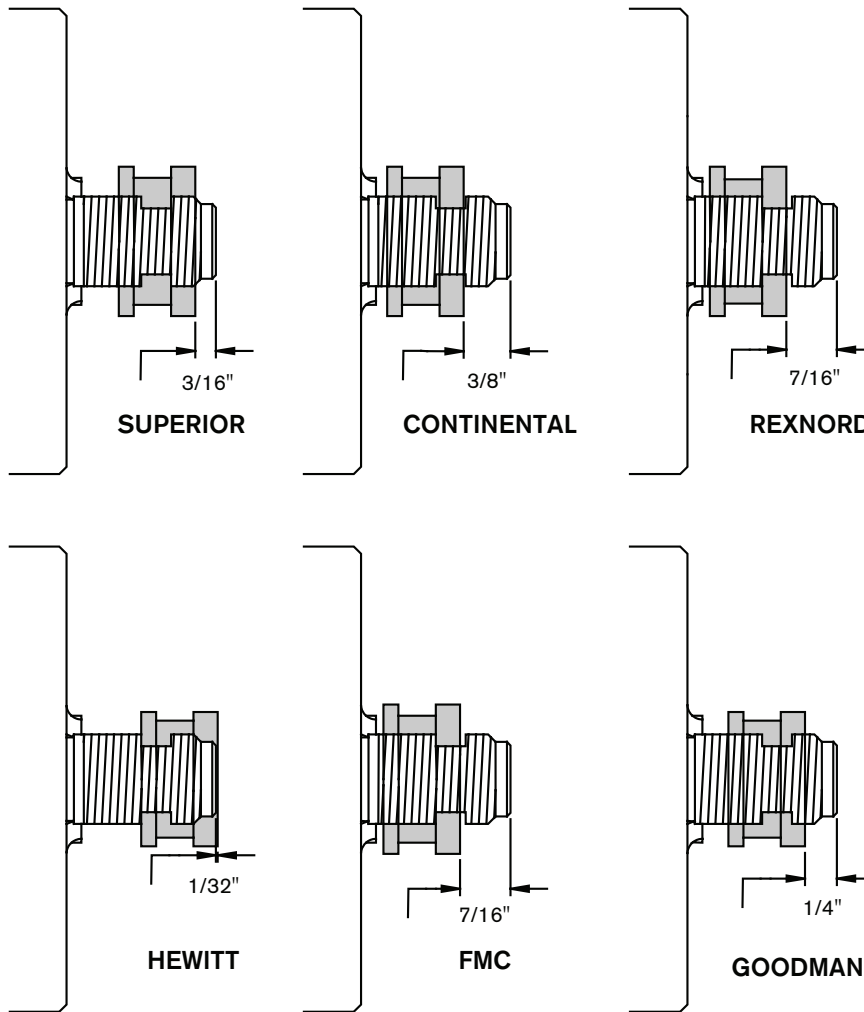 3/16"
3/8"
7/16"
SUPERIOR
CONTINENTAL
REXNORD
1/32"
7/16"
1/4"
HEWITT
FMC
GOODMAN